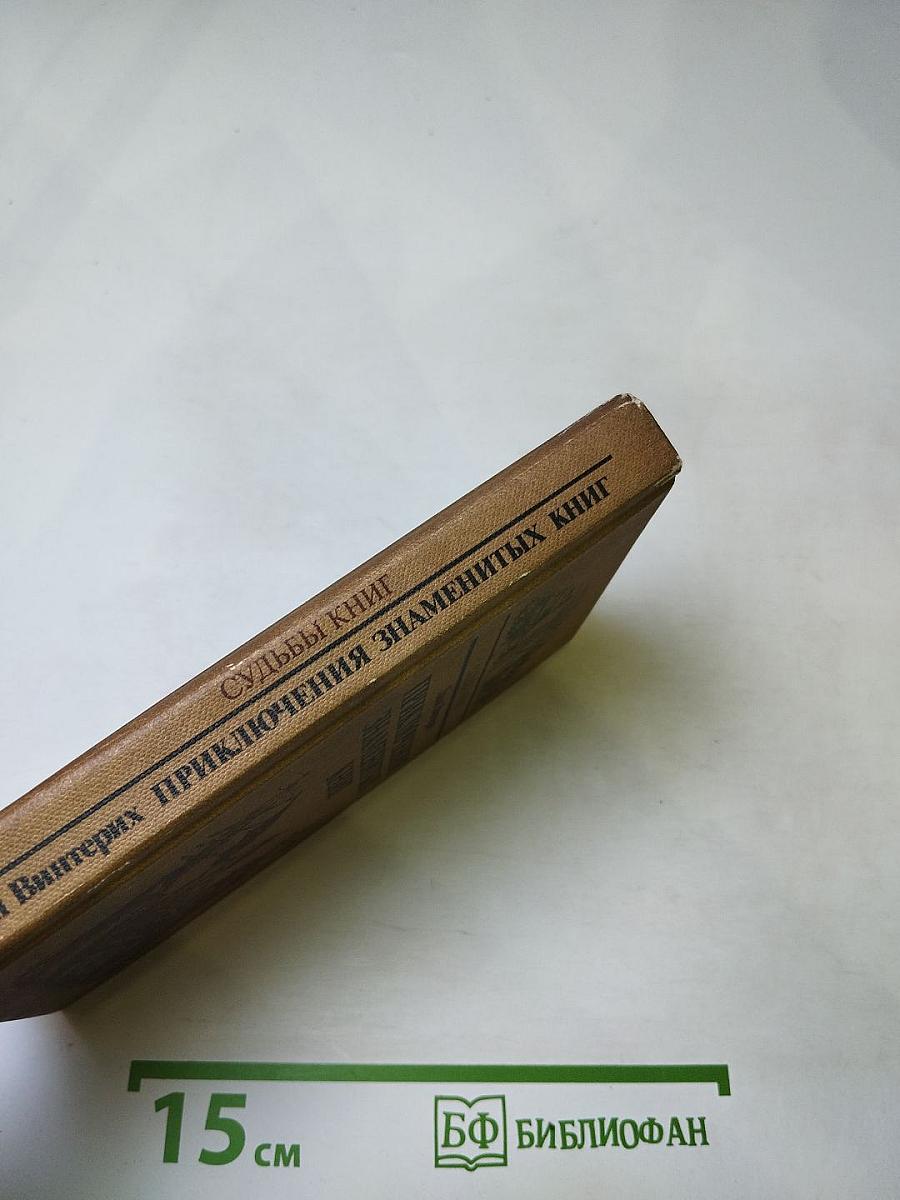 СУДЬБЫ КНИГ
Винтерих ПРИКЛЮЧЕНИЯ ЗНАМЕНИТЫХ КНИГ
15 см
БФ БИБЛИОФАН